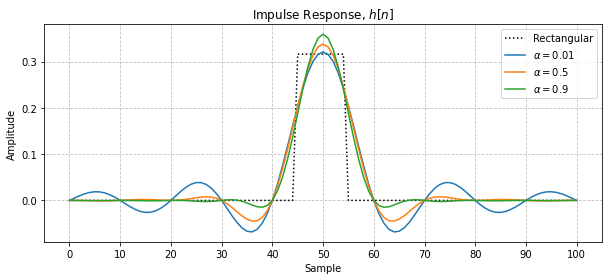 Impulse Response, h[n]
Rectangular
α = 0.01
α = 0.5
α = 0.9
Amplitude
0.3
0.2
0.1
0.0
0 10 20 30 40 50 60 70 80 90 100
Sample